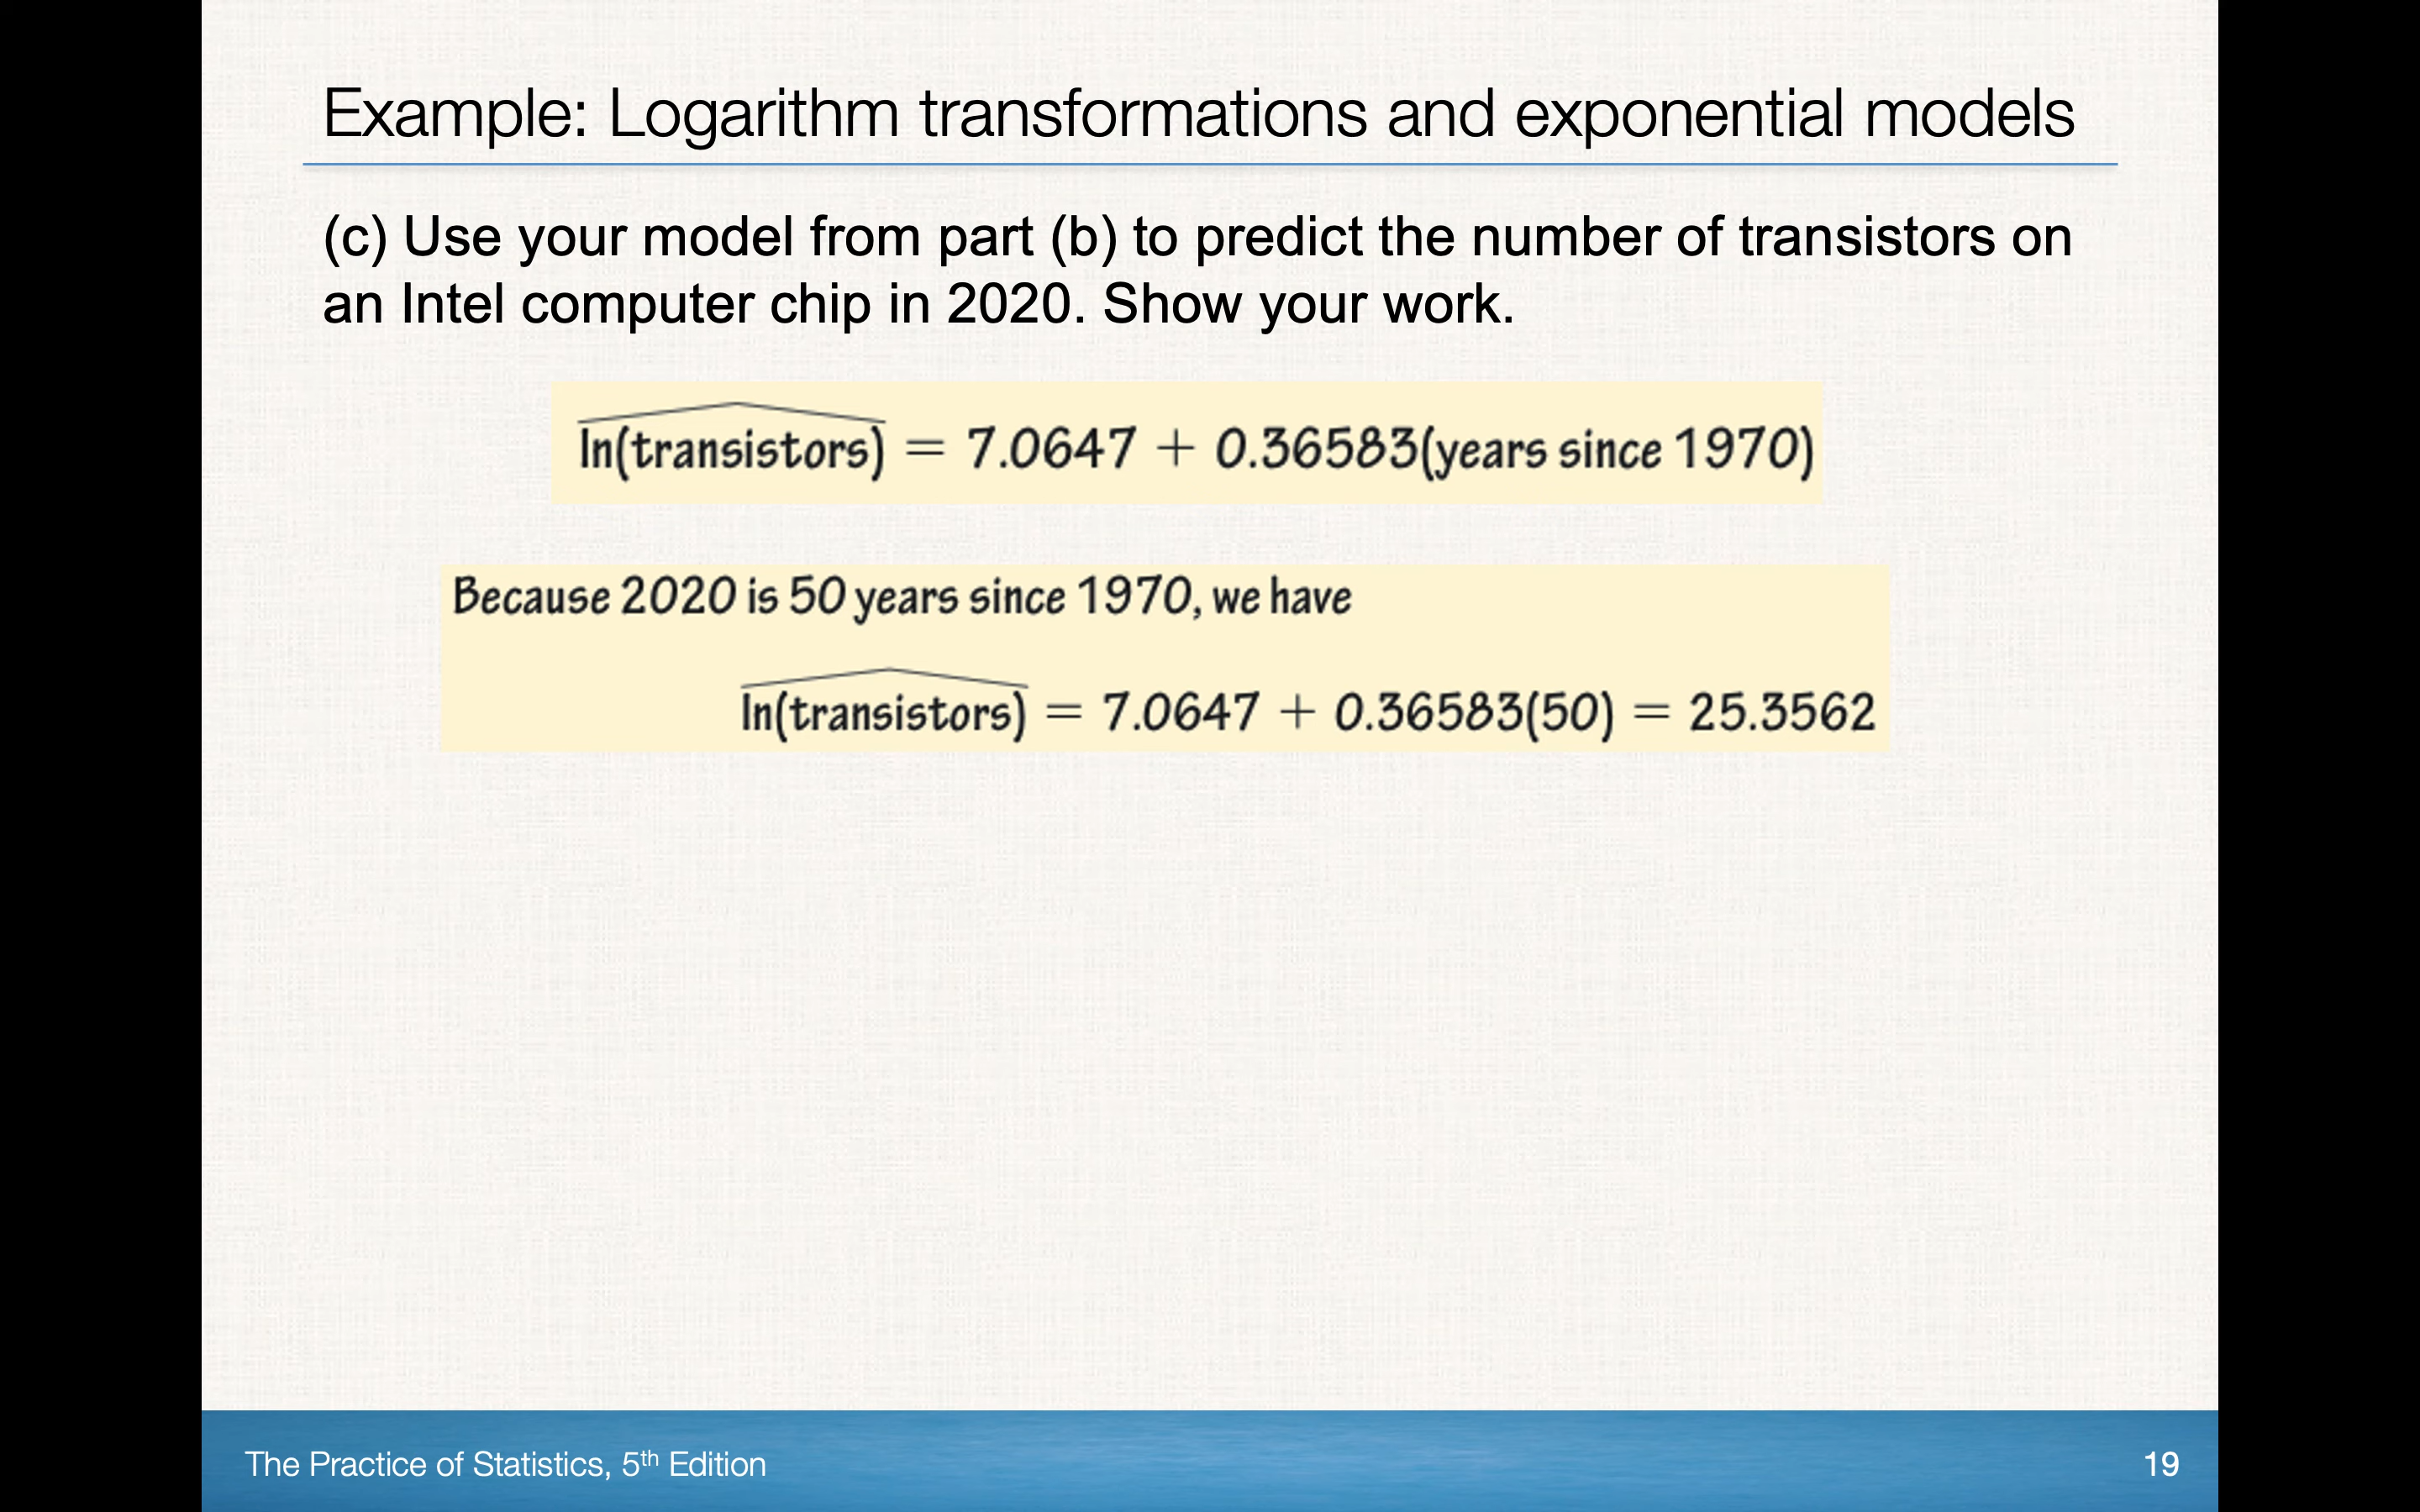 Example: Logarithm transformations and exponential models
(c) Use your model from part (b) to predict the number of transistors on
an Intel computer chip in 2020. Show your work.
ln(transistors) = 7.0647 + 0.36583(years since 1970)
Because 2020 is 50 years since 1970, we have
ln(transistors) = 7.0647 + 0.36583(50) = 25.3562
The Practice of Statistics, 5th Edition
19